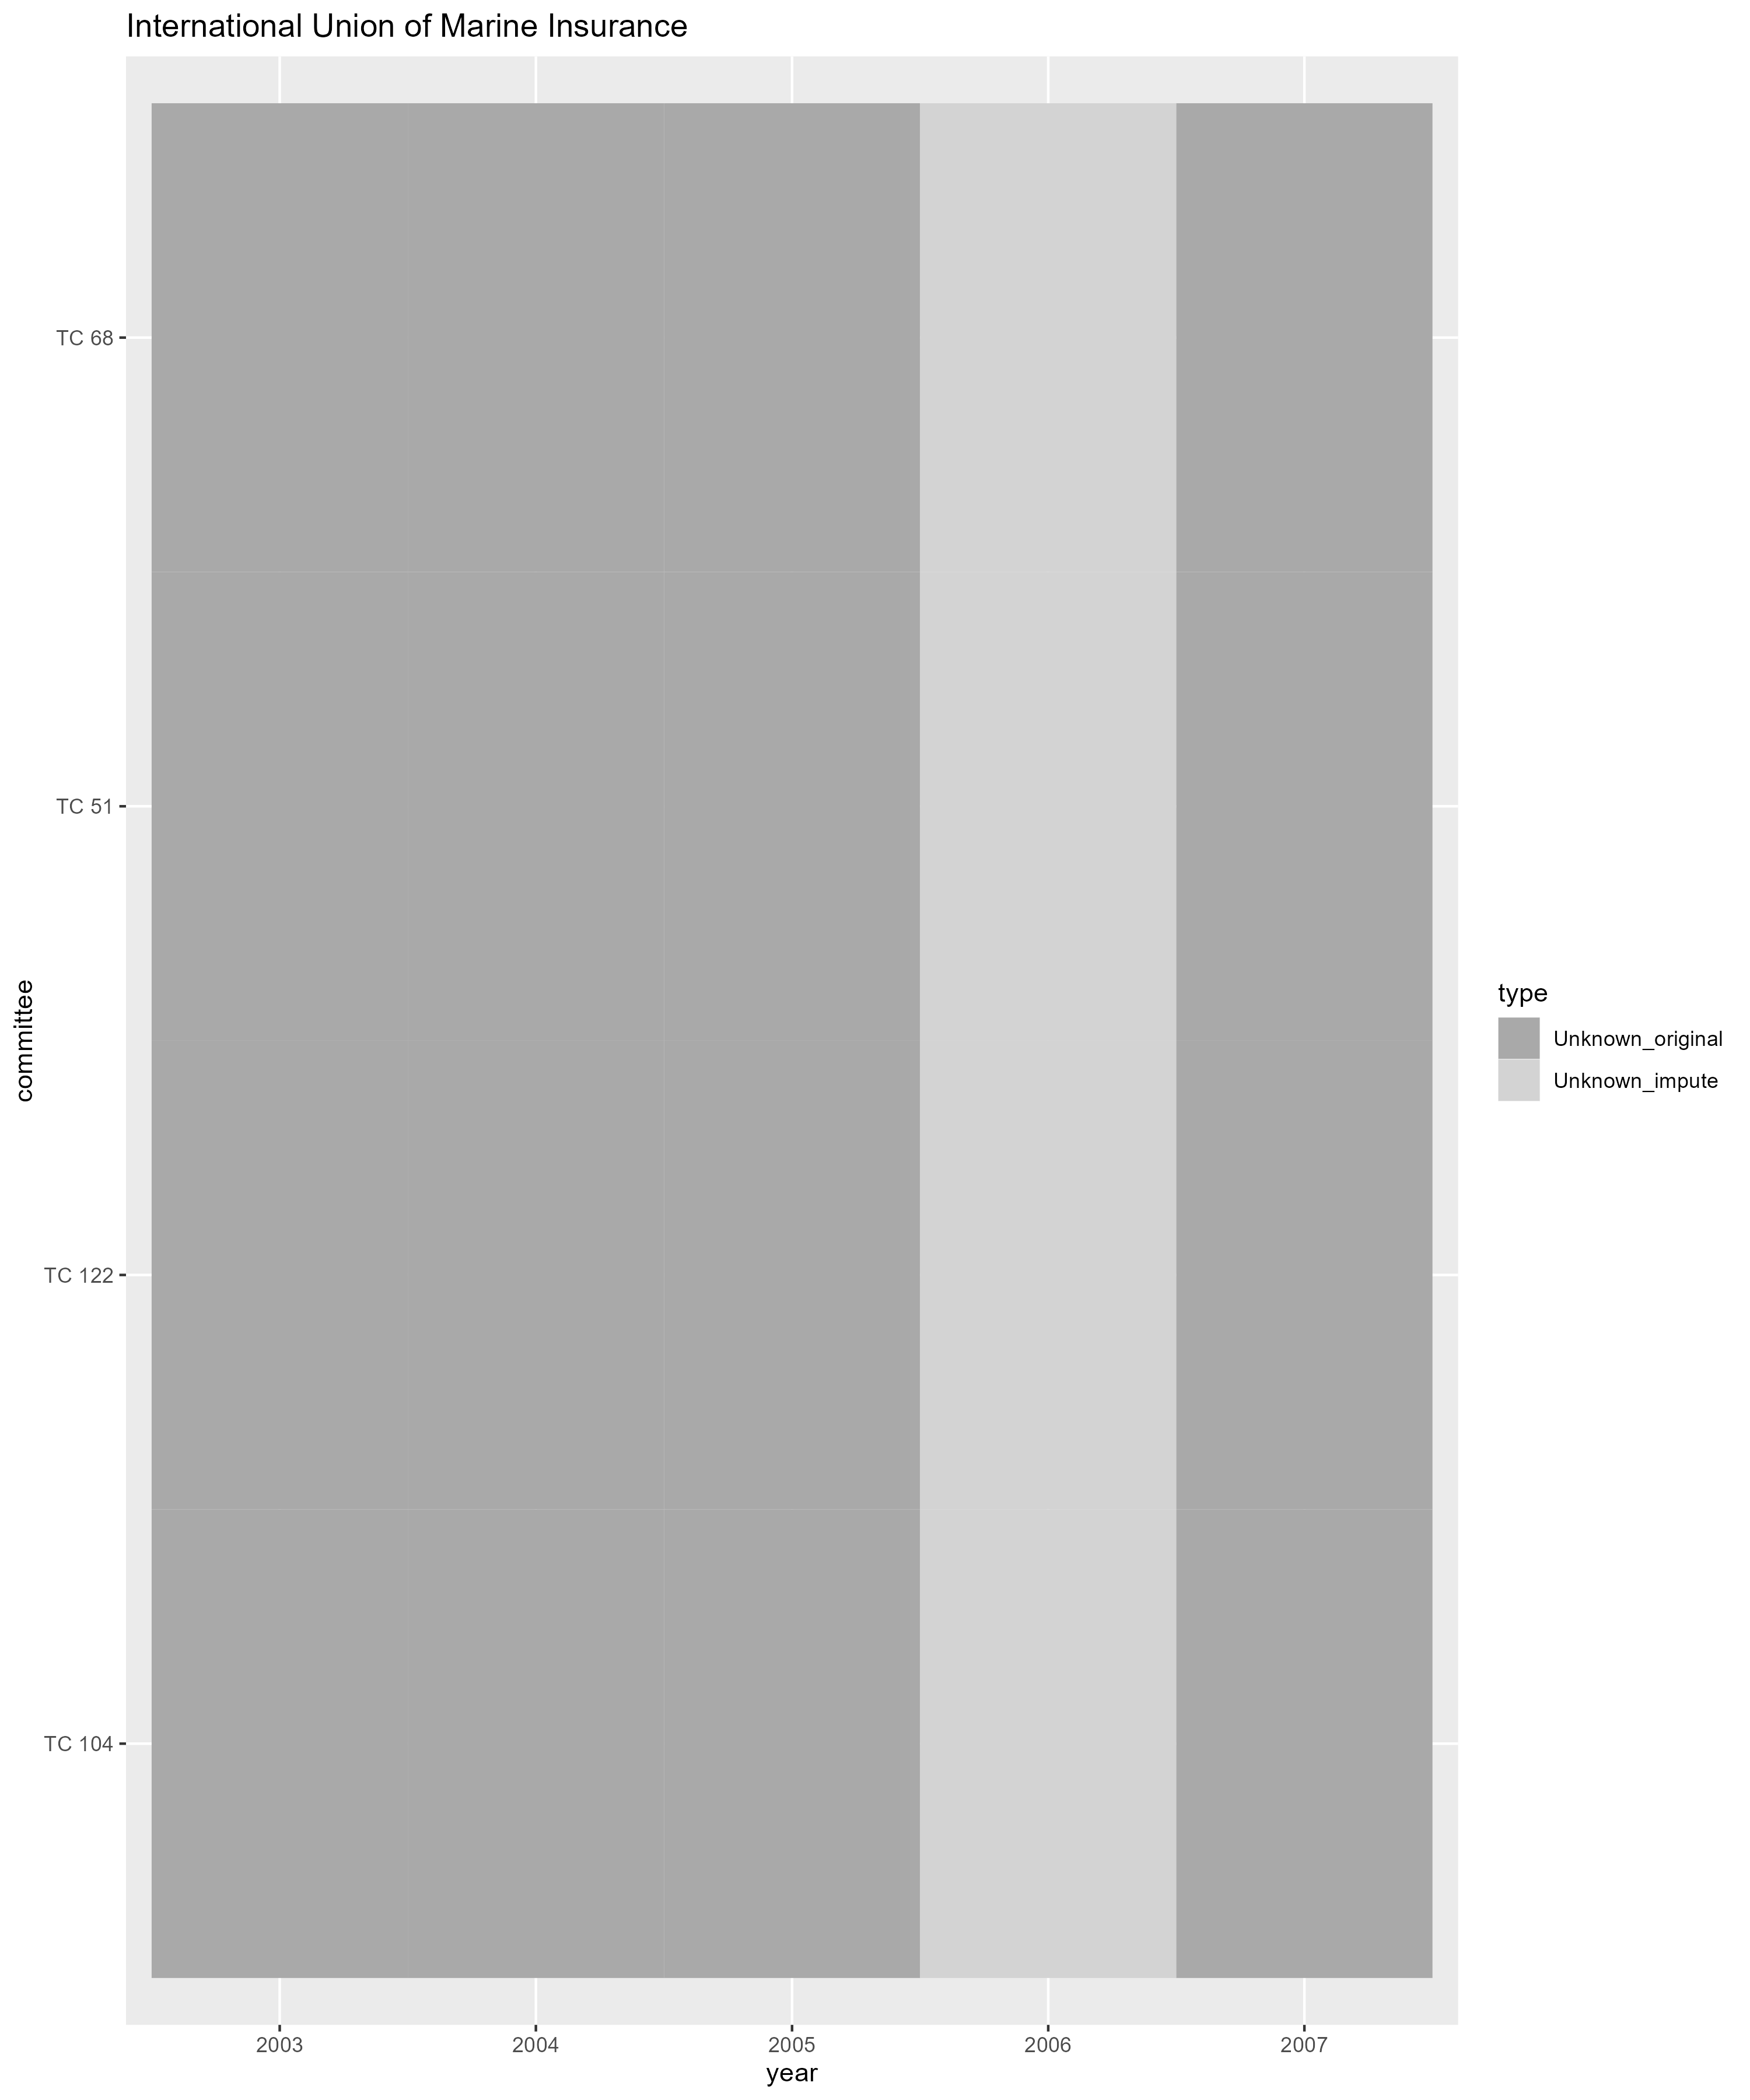 International Union of Marine Insurance
committee
TC 68
TC 51
TC 122
TC 104
2003 2004 2005 2006 2007
year
type
Unknown_original
Unknown_impute